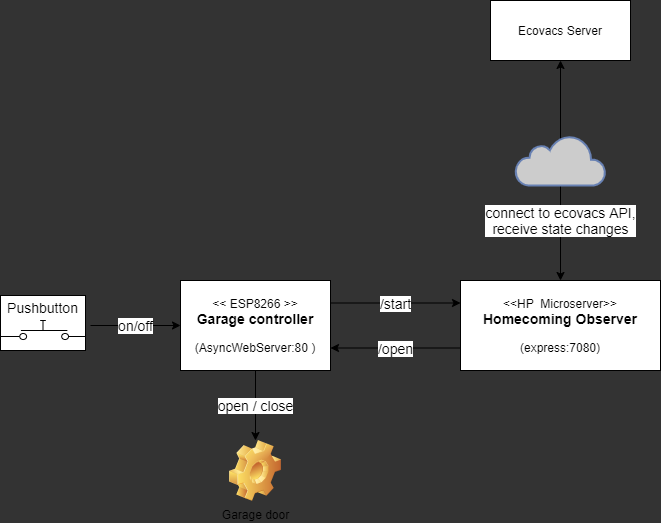 Ecovacs Server
connect to ecovacs API,
receive state changes
Pushbutton
on/off
<< ESP8266 >>
Garage controller
(AsyncWebServer:80 )
/start
/open
<<HP  Microserver>>
Homecoming Observer
(express:7080)
open / close
Garage door